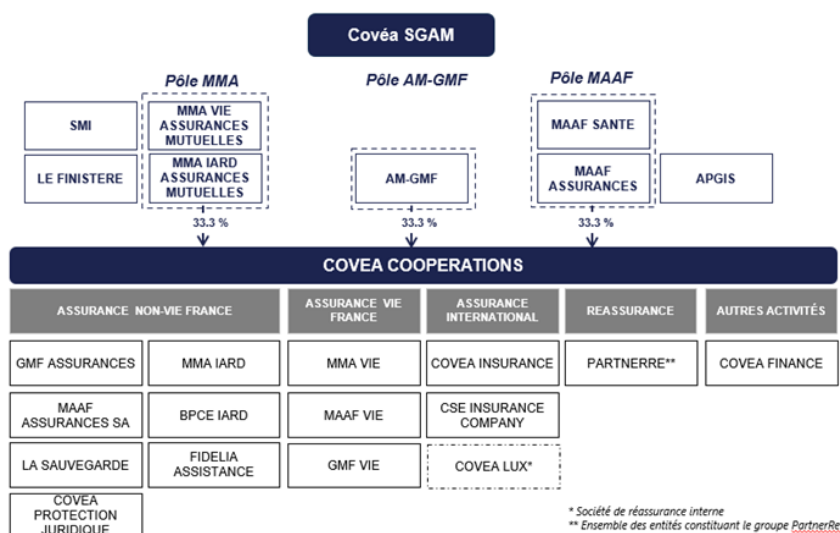 Covéa SGAM
Pôle MMA
Pôle AM-GMF
Pôle MAAF
SMI
MMA VIE
ASSURANCES
MUTUELLES
MAAF SANTE
LE FINISTERE
MMA IARD
ASSURANCES
MUTUELLES
AM-GMF
MAAF
ASSURANCES
APGIS
33.3 %
33.3 %
33.3 %
COVEA COOPERATIONS
ASSURANCE NON-VIE FRANCE
ASSURANCE VIE
FRANCE
ASSURANCE
INTERNATIONAL
REASSURANCE
AUTRES ACTIVITÉS
GMF ASSURANCES
MMA IARD
MMA VIE
COVEA INSURANCE
PARTNERRE**
COVEA FINANCE
MAAF
ASSURANCES SA
BPCE IARD
MAAF VIE
CSE INSURANCE
COMPANY
LA SAUVEGARDE
FIDELIA
ASSISTANCE
GMF VIE
COVEA LUX*
COVEA
PROTECTION
JURIDIQUE
* Société de réassurance interne
** Ensemble des entités constituant le groupe PartnerRe